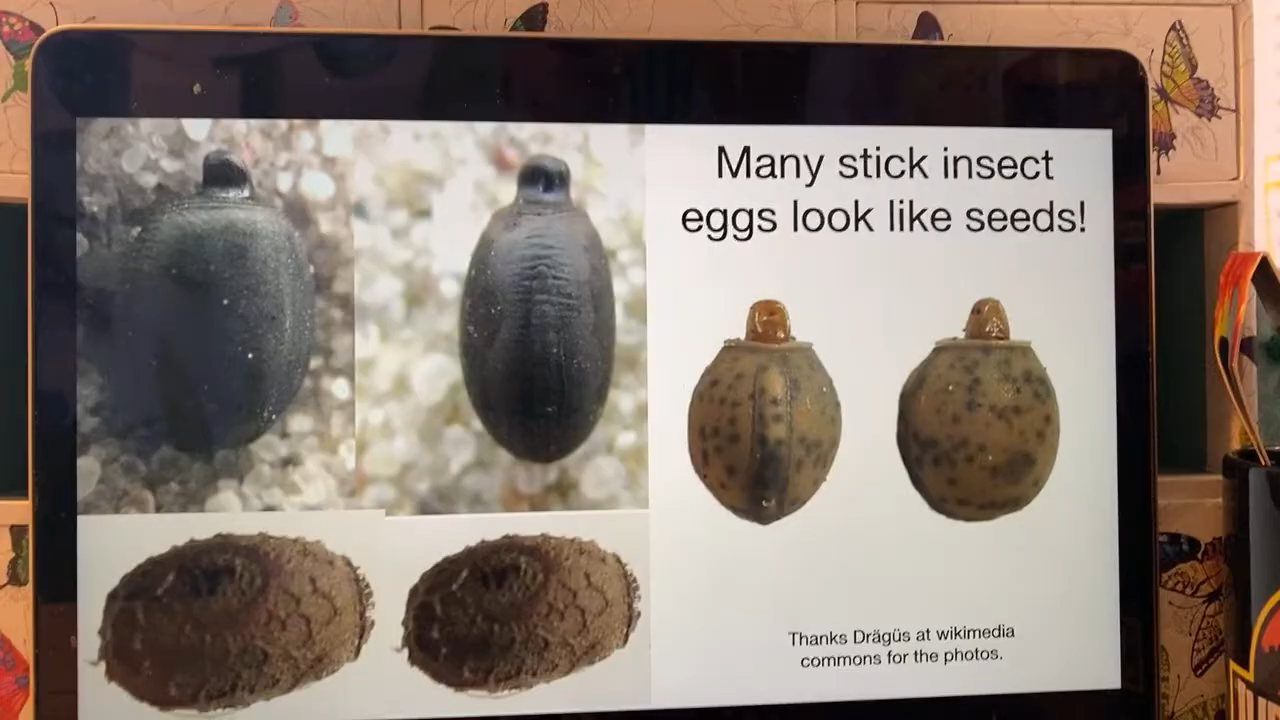 Many stick insect
eggs look like seeds!
Thanks Drägüs at wikimedia
commons for the photos.